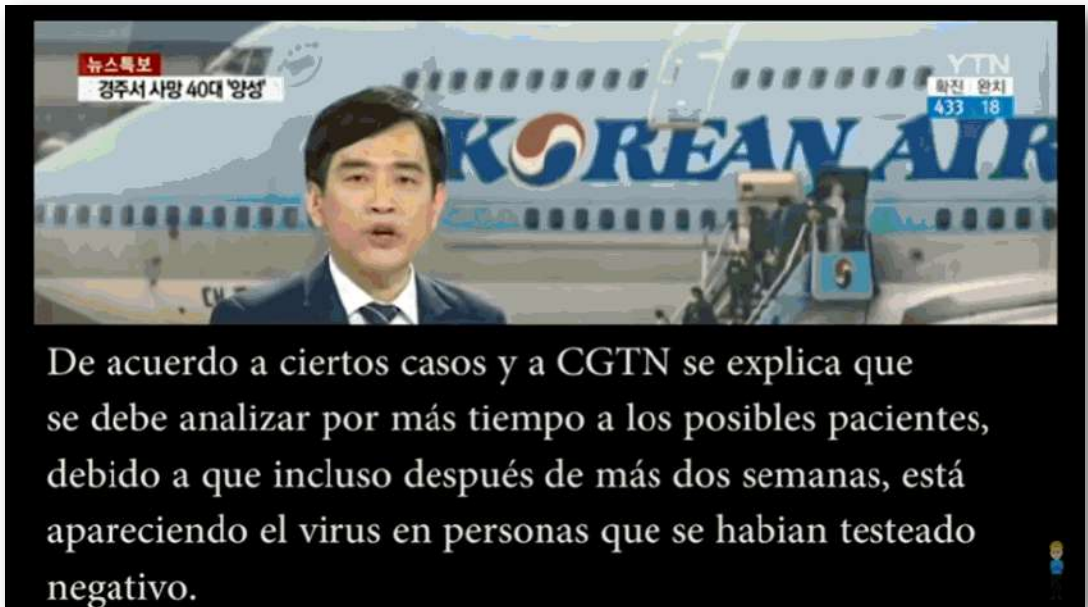 뉴스특보
경주서 사망 40대 '양성'
YTN
확진 완치
433 18
KOREAN AIR
De acuerdo a ciertos casos y a CGTN se explica que
se debe analizar por más tiempo a los posibles pacientes,
debido a que incluso después de más dos semanas, está
apareciendo el virus en personas que se habian testeado
negativo.